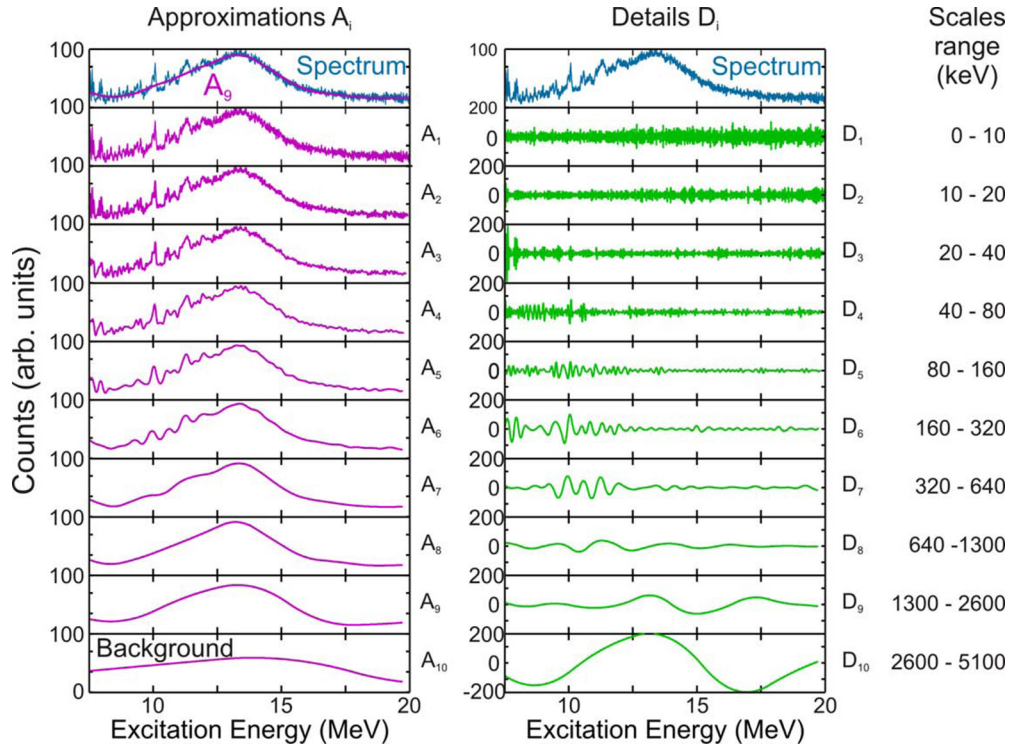 Approximations Aᵢ Details Dᵢ Scales
range
(keV)
100 Spectrum 100 Spectrum
A₉
100 200
A₁ 0 D₁ 0 - 10
100 200
A₂ 0 D₂ 10 - 20
100 200
A₃ 0 D₃ 20 - 40
100 200
A₄ 0 D₄ 40 - 80
100 200
A₅ 0 D₅ 80 - 160
100 200
A₆ 0 D₆ 160 - 320
100 200
A₇ 0 D₇ 320 - 640
100 200
A₈ 0 D₈ 640 -1300
100 200
A₉ 0 D₉ 1300 - 2600
100 200
Background A₁₀ 0 D₁₀ 2600 - 5100
0 -200
10 15 20 10 15 20
Excitation Energy (MeV) Excitation Energy (MeV)
Counts (arb. units)